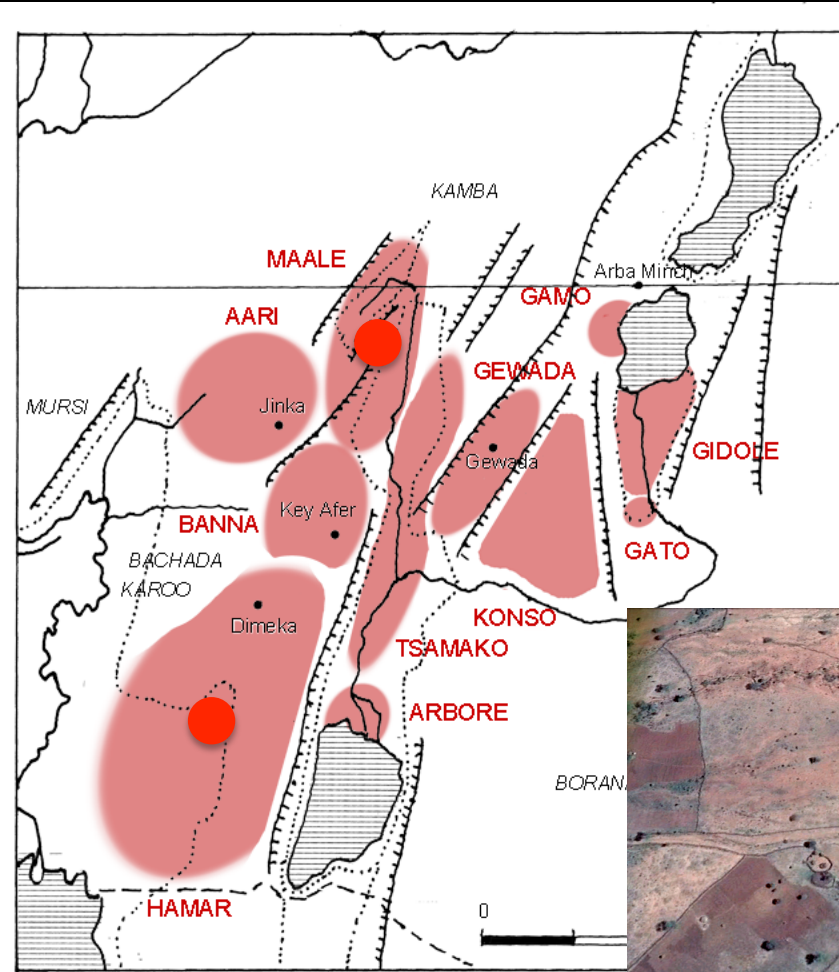 KAMBA
MAALE
Arba Minch
GAMO
AARI
GEWADA
MURSI
Jinka
GIDOLE
Gewada
Key Afer
BANNA
GATO
BACHADA
KAROO
Dimeka
KONSO
TSAMAKO
ARBORE
BORAN
HAMAR
0